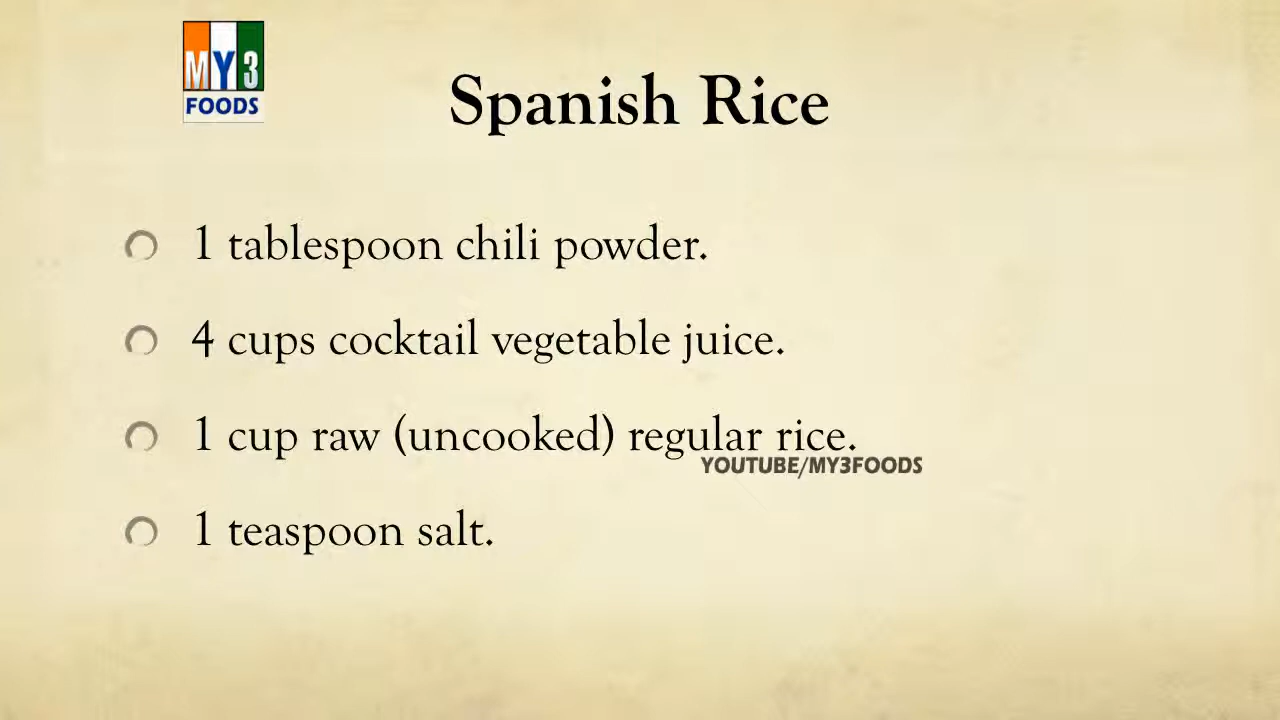 MY3
FOODS
Spanish Rice
1 tablespoon chili powder.
4 cups cocktail vegetable juice.
1 cup raw (uncooked) regular rice.
YOUTUBE/MY3FOODS
1 teaspoon salt.